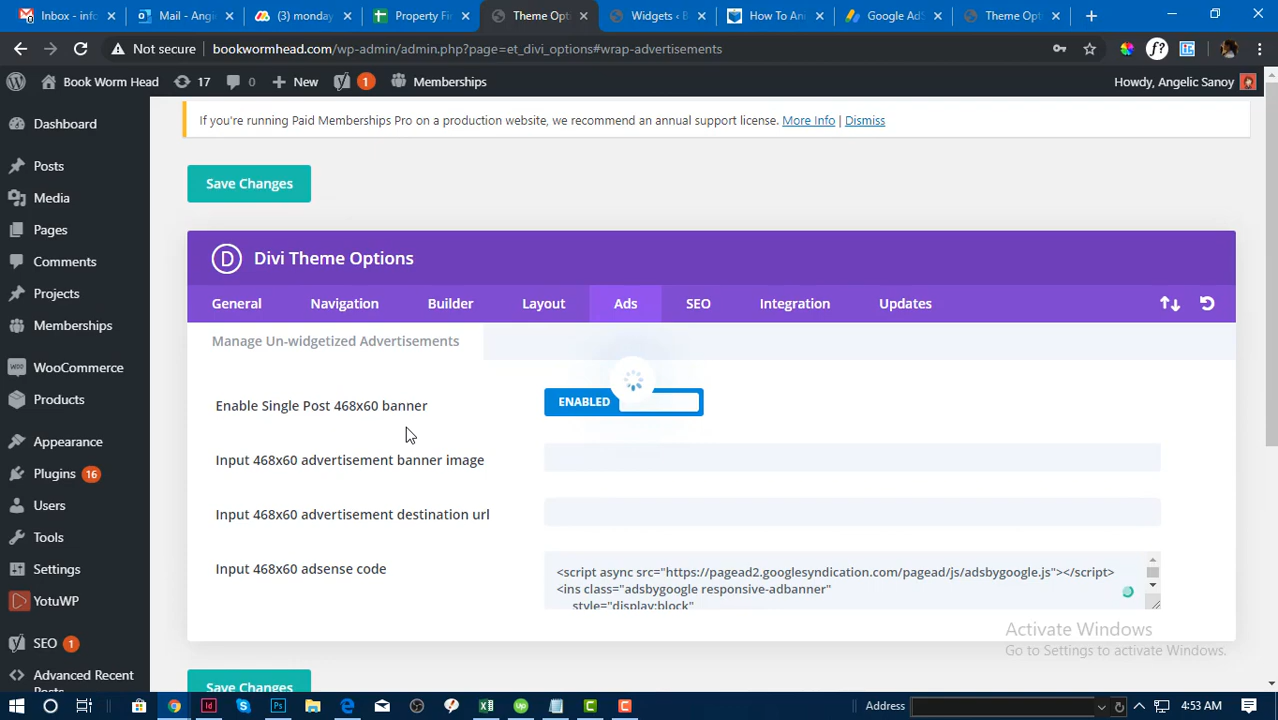 Inbox - info
Mail - Angi
(3) monday
Property Fi
Theme Opti
Widgets ‹ B
How To An
Google AdS
Theme Opti
Not secure bookwormhead.com/wp-admin/admin.php?page=et_divi_options#wrap-advertisements
Book Worm Head 17 0 New 1 Memberships Howdy, Angelic Sanoy
Dashboard
Posts
Media
Pages
Comments
Projects
Memberships
WooCommerce
Products
Appearance
Plugins 16
Users
Tools
Settings
YotuWP
SEO 1
Advanced Recent
If you're running Paid Memberships Pro on a production website, we recommend an annual support license. More Info | Dismiss
Save Changes
D Divi Theme Options
General Navigation Builder Layout Ads SEO Integration Updates
Manage Un-widgetized Advertisements
Enable Single Post 468x60 banner ENABLED
Input 468x60 advertisement banner image
Input 468x60 advertisement destination url
Input 468x60 adsense code
<script async src="https://pagead2.googlesyndication.com/pagead/js/adsbygoogle.js"></script>
<ins class="adsbygoogle responsive-adbanner"
style="display:block"
Save Changes
Activate Windows
Go to Settings to activate Windows.
Address 4:53 AM